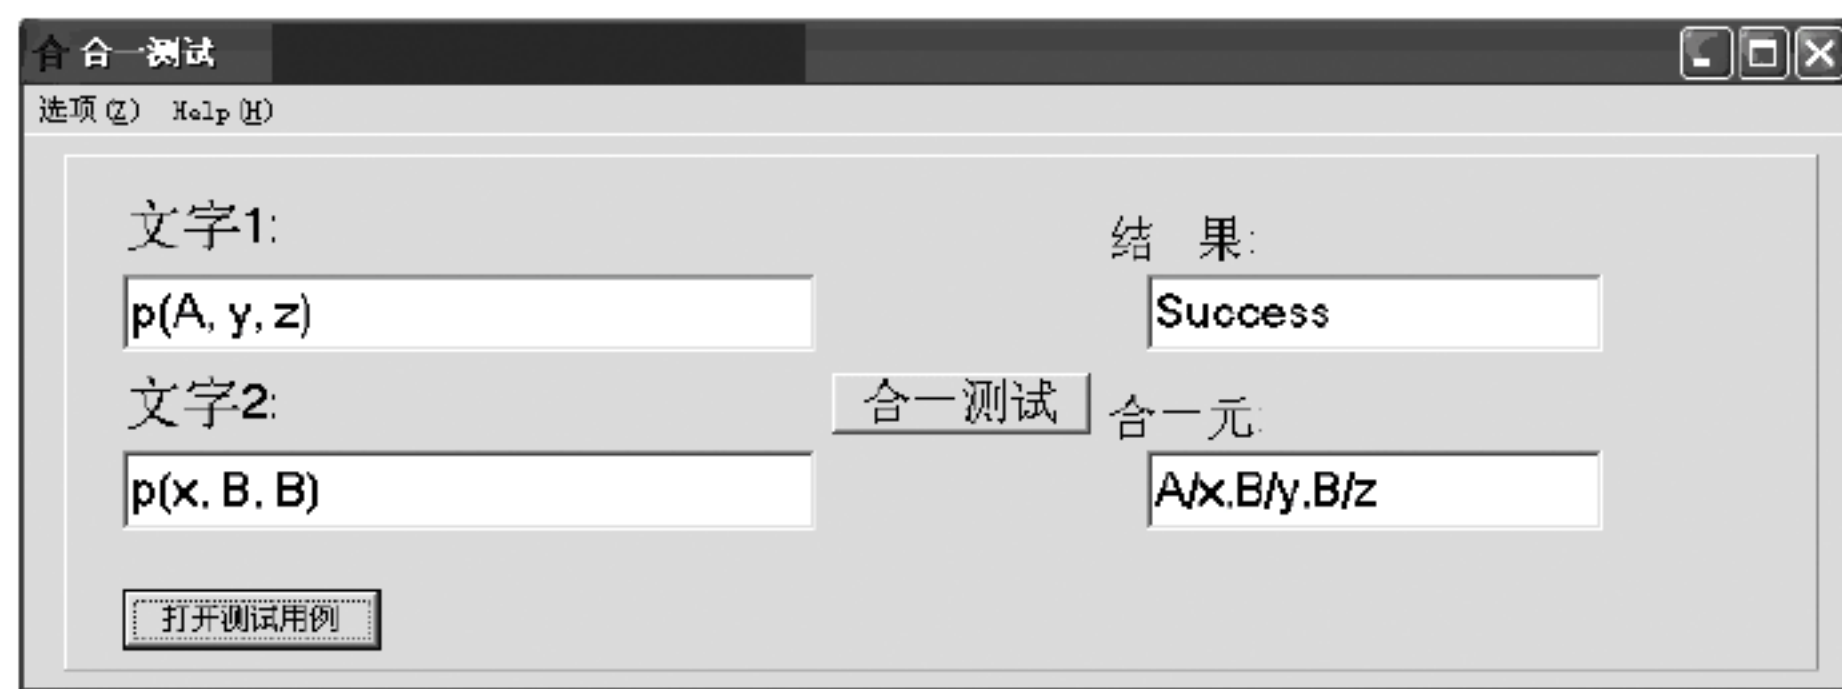 合 合一测试
选项(Z) Help(H)
文字1:
结 果:
p(A, y, z)
Success
文字2:
合一测试
合一元:
p(x, B, B)
A/x,B/y,B/z
打开测试用例